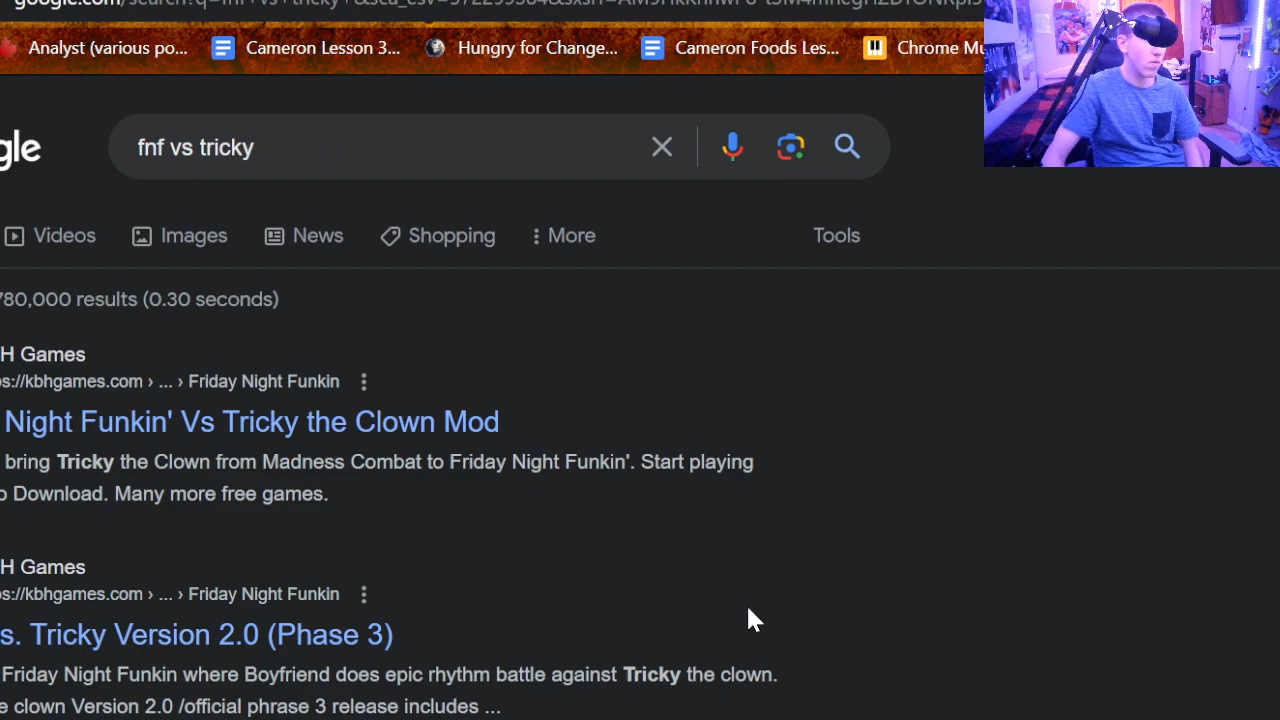 Analyst (various po...
Cameron Lesson 3...
Hungry for Change...
Cameron Foods Les...
Chrome Mu
gle
fnf vs tricky
Videos
Images
News
Shopping
More
Tools
780,000 results (0.30 seconds)
H Games
os://kbhgames.com › ... › Friday Night Funkin
Night Funkin' Vs Tricky the Clown Mod
bring Tricky the Clown from Madness Combat to Friday Night Funkin'. Start playing
o Download. Many more free games.
H Games
os://kbhgames.com › ... › Friday Night Funkin
s. Tricky Version 2.0 (Phase 3)
Friday Night Funkin where Boyfriend does epic rhythm battle against Tricky the clown.
e clown Version 2.0 /official phrase 3 release includes ...